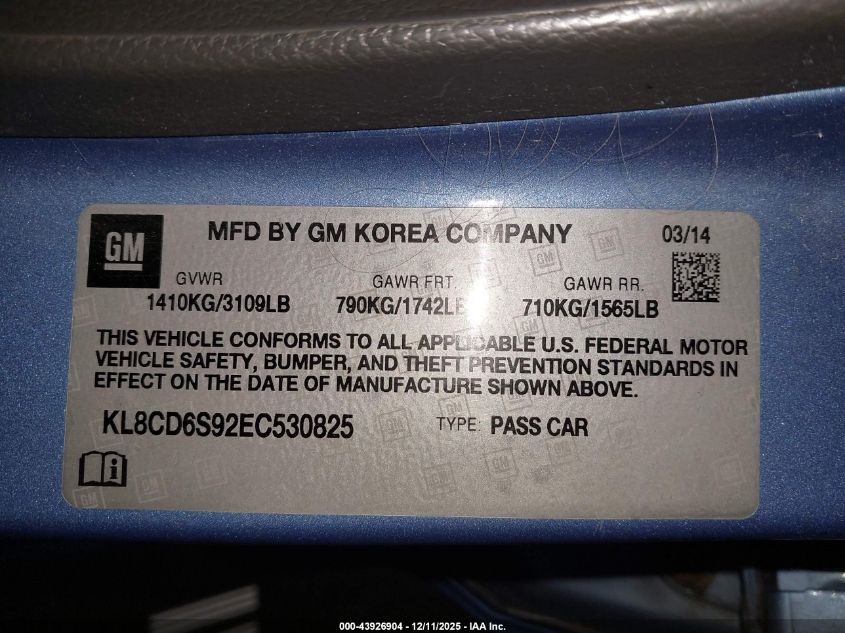 GM
MFD BY GM KOREA COMPANY
03/14
GVWR
GAWR FRT.
GAWR RR.
1410KG/3109LB
790KG/1742LB
710KG/1565LB
THIS VEHICLE CONFORMS TO ALL APPLICABLE U.S. FEDERAL MOTOR
VEHICLE SAFETY, BUMPER, AND THEFT PREVENTION STANDARDS IN
EFFECT ON THE DATE OF MANUFACTURE SHOWN ABOVE.
KL8CD6S92EC530825
TYPE: PASS CAR
000-43926904 - 12/11/2025 - IAA Inc.